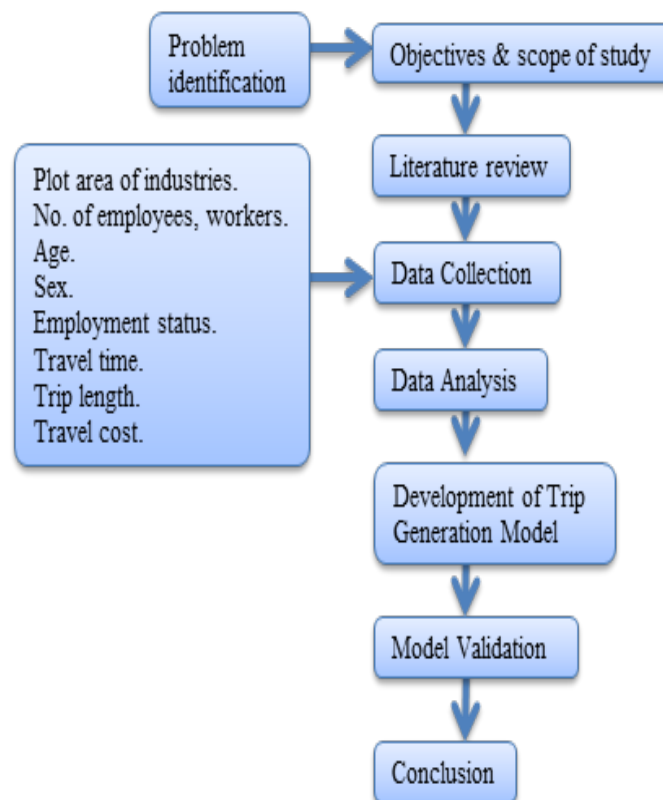 Problem
identification
Objectives & scope of study
Literature review
Plot area of industries.
No. of employees, workers.
Age.
Sex.
Employment status.
Travel time.
Trip length.
Travel cost.
Data Collection
Data Analysis
Development of Trip
Generation Model
Model Validation
Conclusion